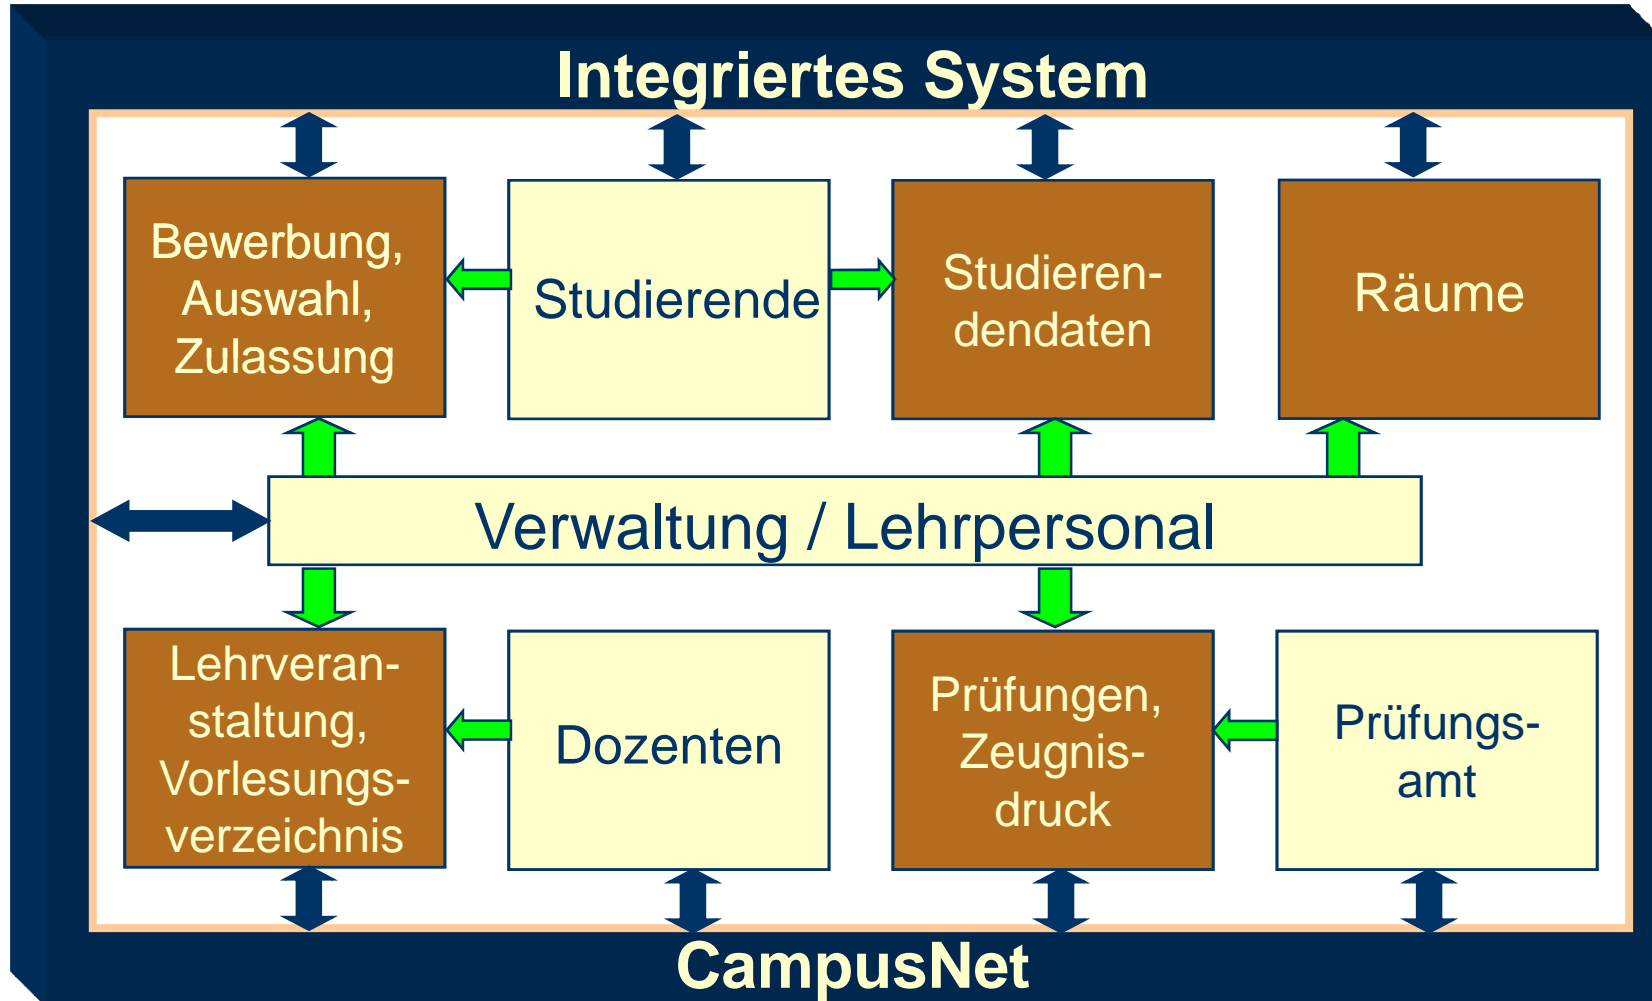 Integriertes System
Bewerbung,
Auswahl,
Zulassung
Studierende
Studieren-
dendaten
Räume
Verwaltung / Lehrpersonal
Lehrveran-
staltung,
Vorlesungs-
verzeichnis
Dozenten
Prüfungen,
Zeugnis-
druck
Prüfungs-
amt
CampusNet